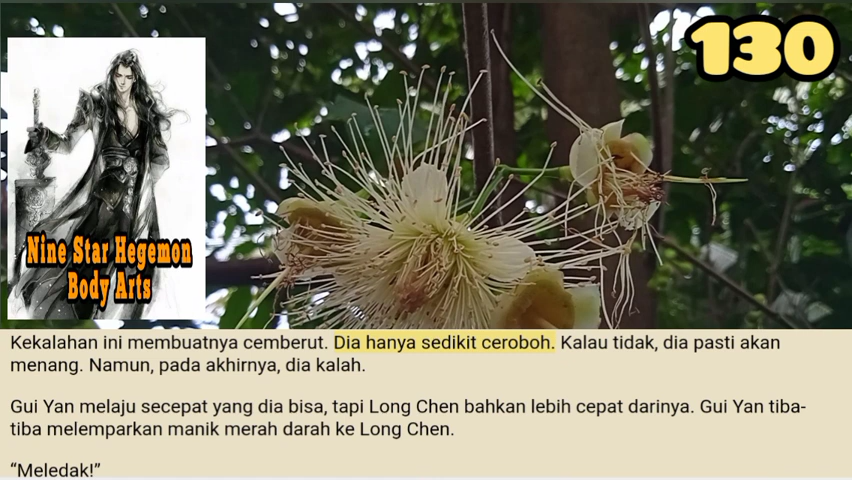 130
Nine Star Hegemon
Body Arts
Kekalahan ini membuatnya cemberut. Dia hanya sedikit ceroboh. Kalau tidak, dia pasti akan
menang. Namun, pada akhirnya, dia kalah.
Gui Yan melaju secepat yang dia bisa, tapi Long Chen bahkan lebih cepat darinya. Gui Yan tiba-
tiba melemparkan manik merah darah ke Long Chen.
“Meledak!”